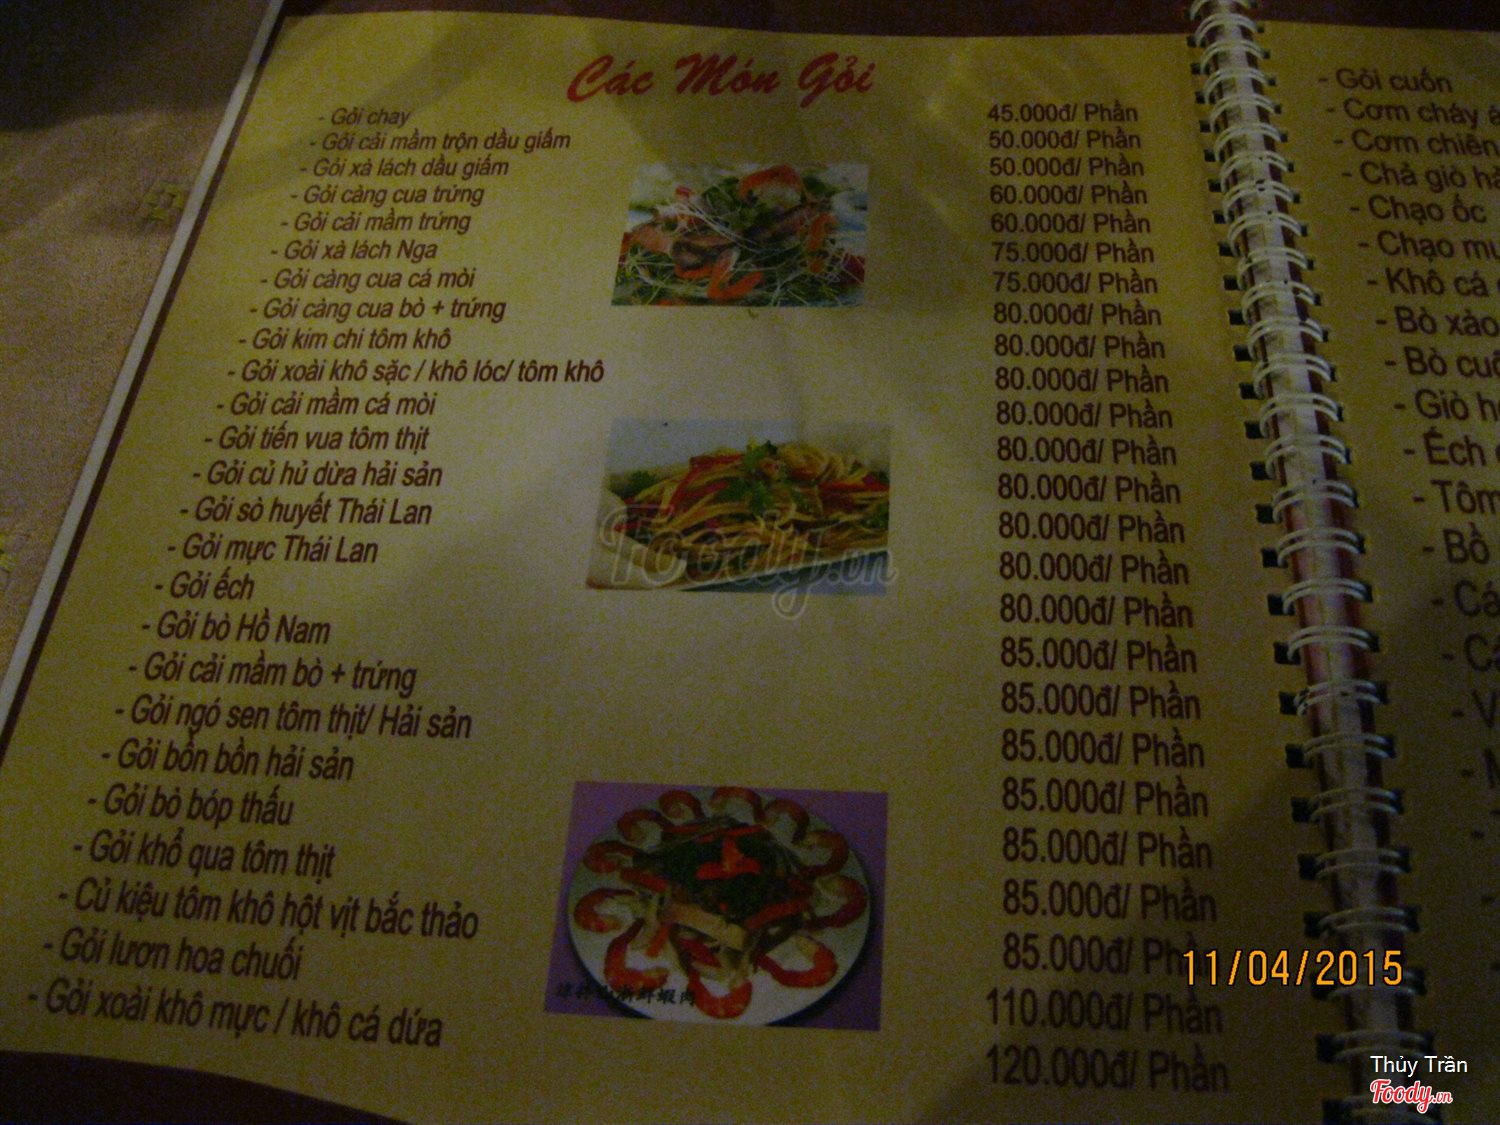 Các Món Gỏi
- Gỏi chay 45.000đ/ Phần
- Gỏi cải mầm trộn dầu giấm 50.000đ/ Phần
- Gỏi xà lách dầu giấm 50.000đ/ Phần
- Gỏi càng cua trứng 60.000đ/ Phần
- Gỏi cải mầm trứng 60.000đ/ Phần
- Gỏi xà lách Nga 75.000đ/ Phần
- Gỏi càng cua cá mòi 75.000đ/ Phần
- Gỏi càng cua bò + trứng 80.000đ/ Phần
- Gỏi kim chi tôm khô 80.000đ/ Phần
- Gỏi xoài khô sặc / khô lóc/ tôm khô 80.000đ/ Phần
- Gỏi cải mầm cá mòi 80.000đ/ Phần
- Gỏi tiến vua tôm thịt 80.000đ/ Phần
- Gỏi củ hủ dừa hải sản 80.000đ/ Phần
- Gỏi sò huyết Thái Lan 80.000đ/ Phần
- Gỏi mực Thái Lan 80.000đ/ Phần
- Gỏi ếch 80.000đ/ Phần
- Gỏi bò Hồ Nam 85.000đ/ Phần
- Gỏi cải mầm bò + trứng 85.000đ/ Phần
- Gỏi ngó sen tôm thịt/ Hải sản 85.000đ/ Phần
- Gỏi bồn bồn hải sản 85.000đ/ Phần
- Gỏi bò bóp thấu 85.000đ/ Phần
- Gỏi khổ qua tôm thịt 85.000đ/ Phần
- Củ kiệu tôm khô hột vịt bắc thảo 85.000đ/ Phần
- Gỏi lươn hoa chuối 110.000đ/ Phần
- Gỏi xoài khô mực / khô cá dứa 120.000đ/ Phần
Foody.vn
- Gỏi cuốn
- Cơm cháy
- Cơm chiên
- Chả giò
- Chạo ốc
- Chạo
- Khô cá
- Bò xào
- Bò
- Giò
- Ếch
- Tôm
- Bồ
11/04/2015
Thủy Trần
Foody.vn